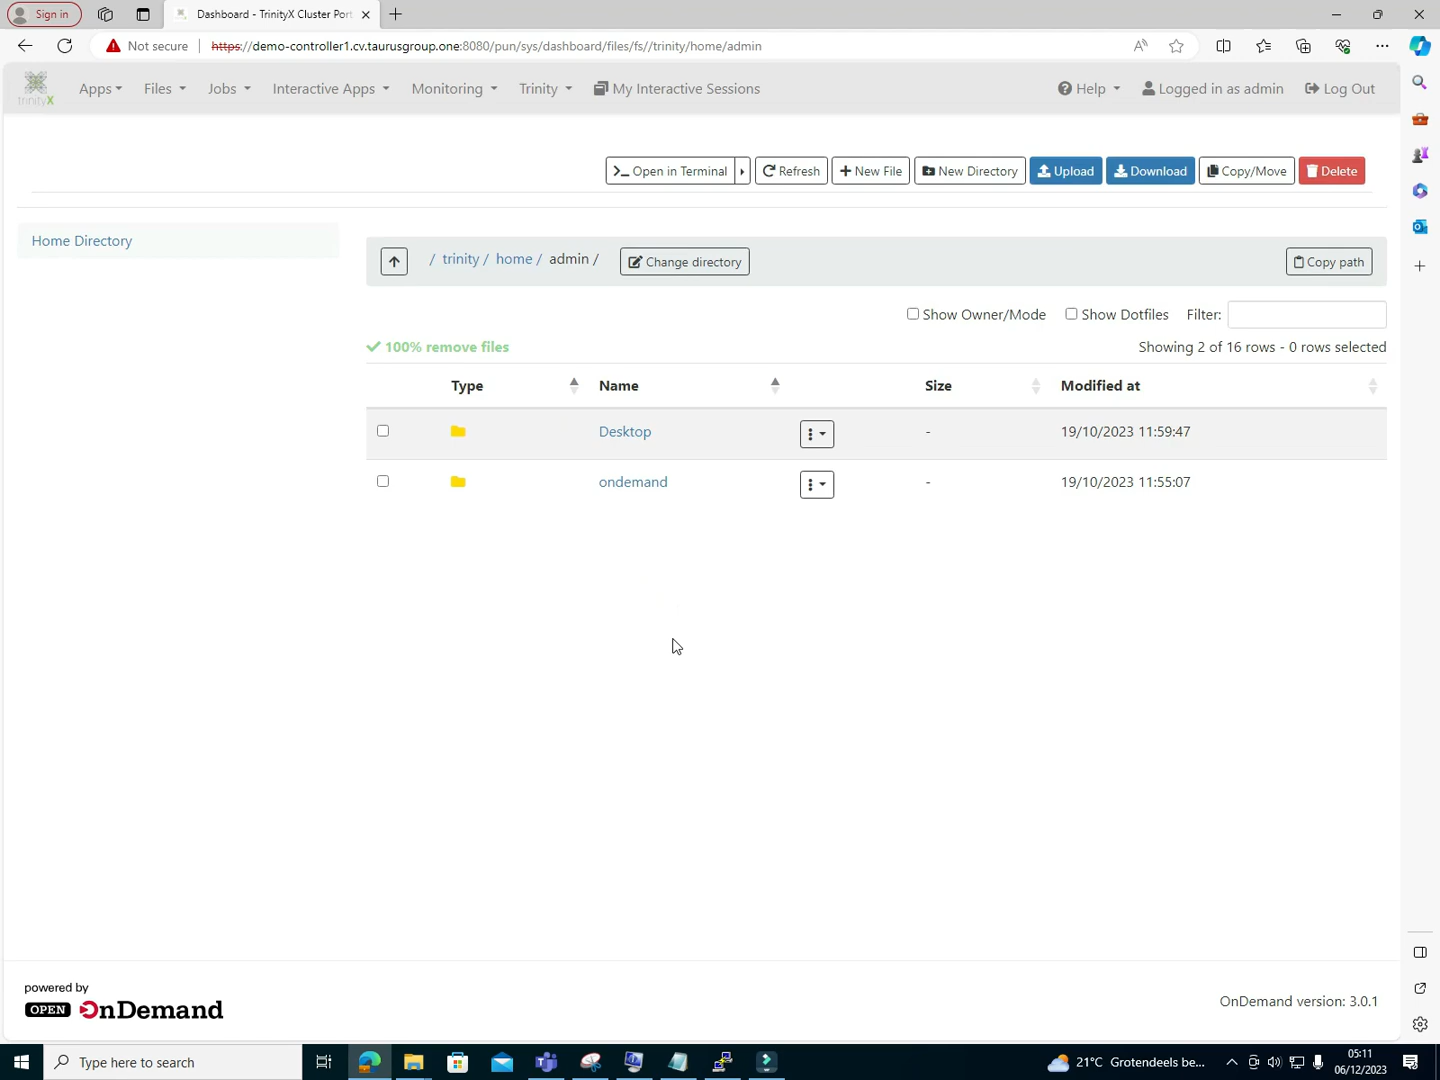 Sign in
Dashboard - TrinityX Cluster Port
Not secure
https://demo-controller1.cv.taurusgroup.one:8080/pun/sys/dashboard/files/fs//trinity/home/admin
trinityX
Apps Files Jobs Interactive Apps Monitoring Trinity My Interactive Sessions Help Logged in as admin Log Out
Open in Terminal Refresh New File New Directory Upload Download Copy/Move Delete
Home Directory
/ trinity / home / admin / Change directory Copy path
Show Owner/Mode Show Dotfiles Filter:
100% remove files
Showing 2 of 16 rows - 0 rows selected
Type Name Size Modified at
Desktop - 19/10/2023 11:59:47
ondemand - 19/10/2023 11:55:07
powered by
OPEN OnDemand
OnDemand version: 3.0.1
Type here to search
21°C Grotendeels be...
05:11
06/12/2023